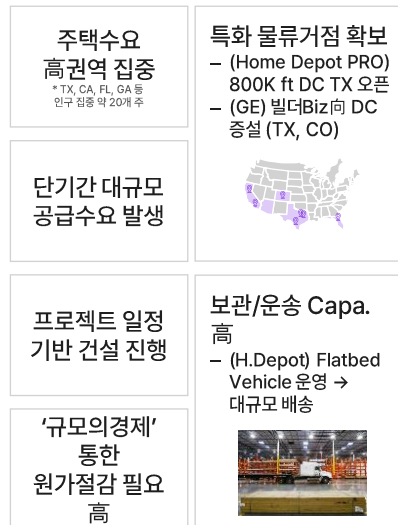 주택수요
高권역 집중
* TX, CA, FL, GA 등
인구 집중 약 20개 주
단기간 대규모
공급수요 발생
프로젝트 일정
기반 건설 진행
‘규모의경제’
통한
원가절감 필요
高
특화 물류거점 확보
– (Home Depot PRO)
800K ft DC TX 오픈
– (GE) 빌더Biz向 DC
증설 (TX, CO)
보관/운송 Capa.
高
– (H.Depot) Flatbed
Vehicle 운영 →
대규모 배송